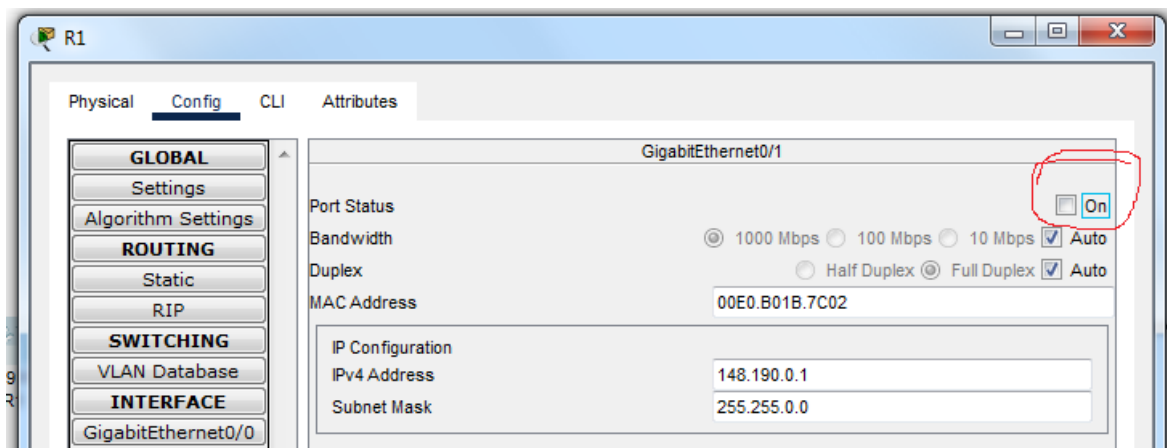 R1
Physical Config CLI Attributes
GLOBAL
Settings
Algorithm Settings
ROUTING
Static
RIP
SWITCHING
VLAN Database
INTERFACE
GigabitEthernet0/0
GigabitEthernet0/1
Port Status On
Bandwidth 1000 Mbps 100 Mbps 10 Mbps Auto
Duplex Half Duplex Full Duplex Auto
MAC Address 00E0.B01B.7C02
IP Configuration
IPv4 Address 148.190.0.1
Subnet Mask 255.255.0.0
9
R